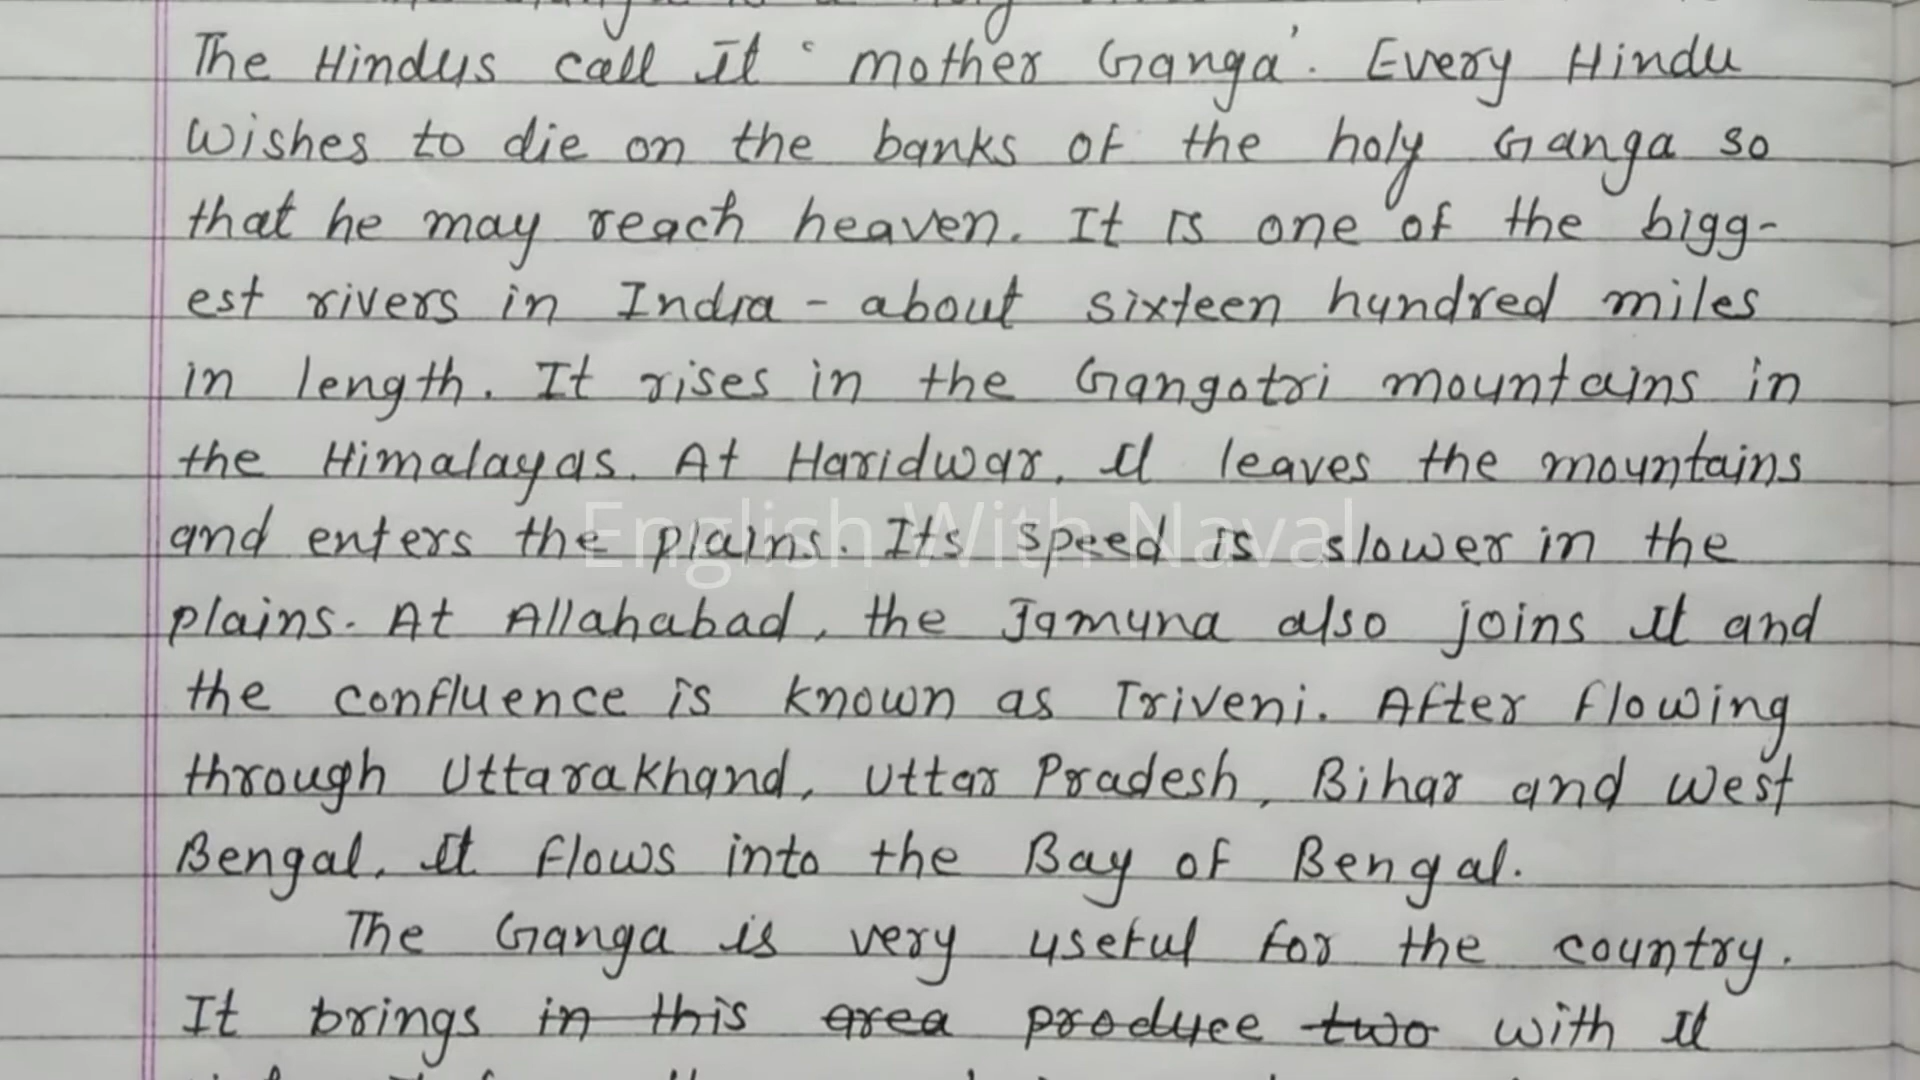 The Hindus call it 'mother Ganga'. Every Hindu
wishes to die on the banks of the holy Ganga so
that he may reach heaven. It is one of the bigg-
est rivers in India - about sixteen hundred miles
in length. It rises in the Gangotri mountains in
the Himalayas. At Haridwar, it leaves the mountains
and enters the plains. Its speed is slower in the
English With Naval
plains. At Allahabad, the Jamuna also joins it and
the confluence is known as Triveni. After flowing
through Uttarakhand, Uttar Pradesh, Bihar and West
Bengal, it flows into the Bay of Bengal.
The Ganga is very useful for the country.
It brings in this area produce two with it